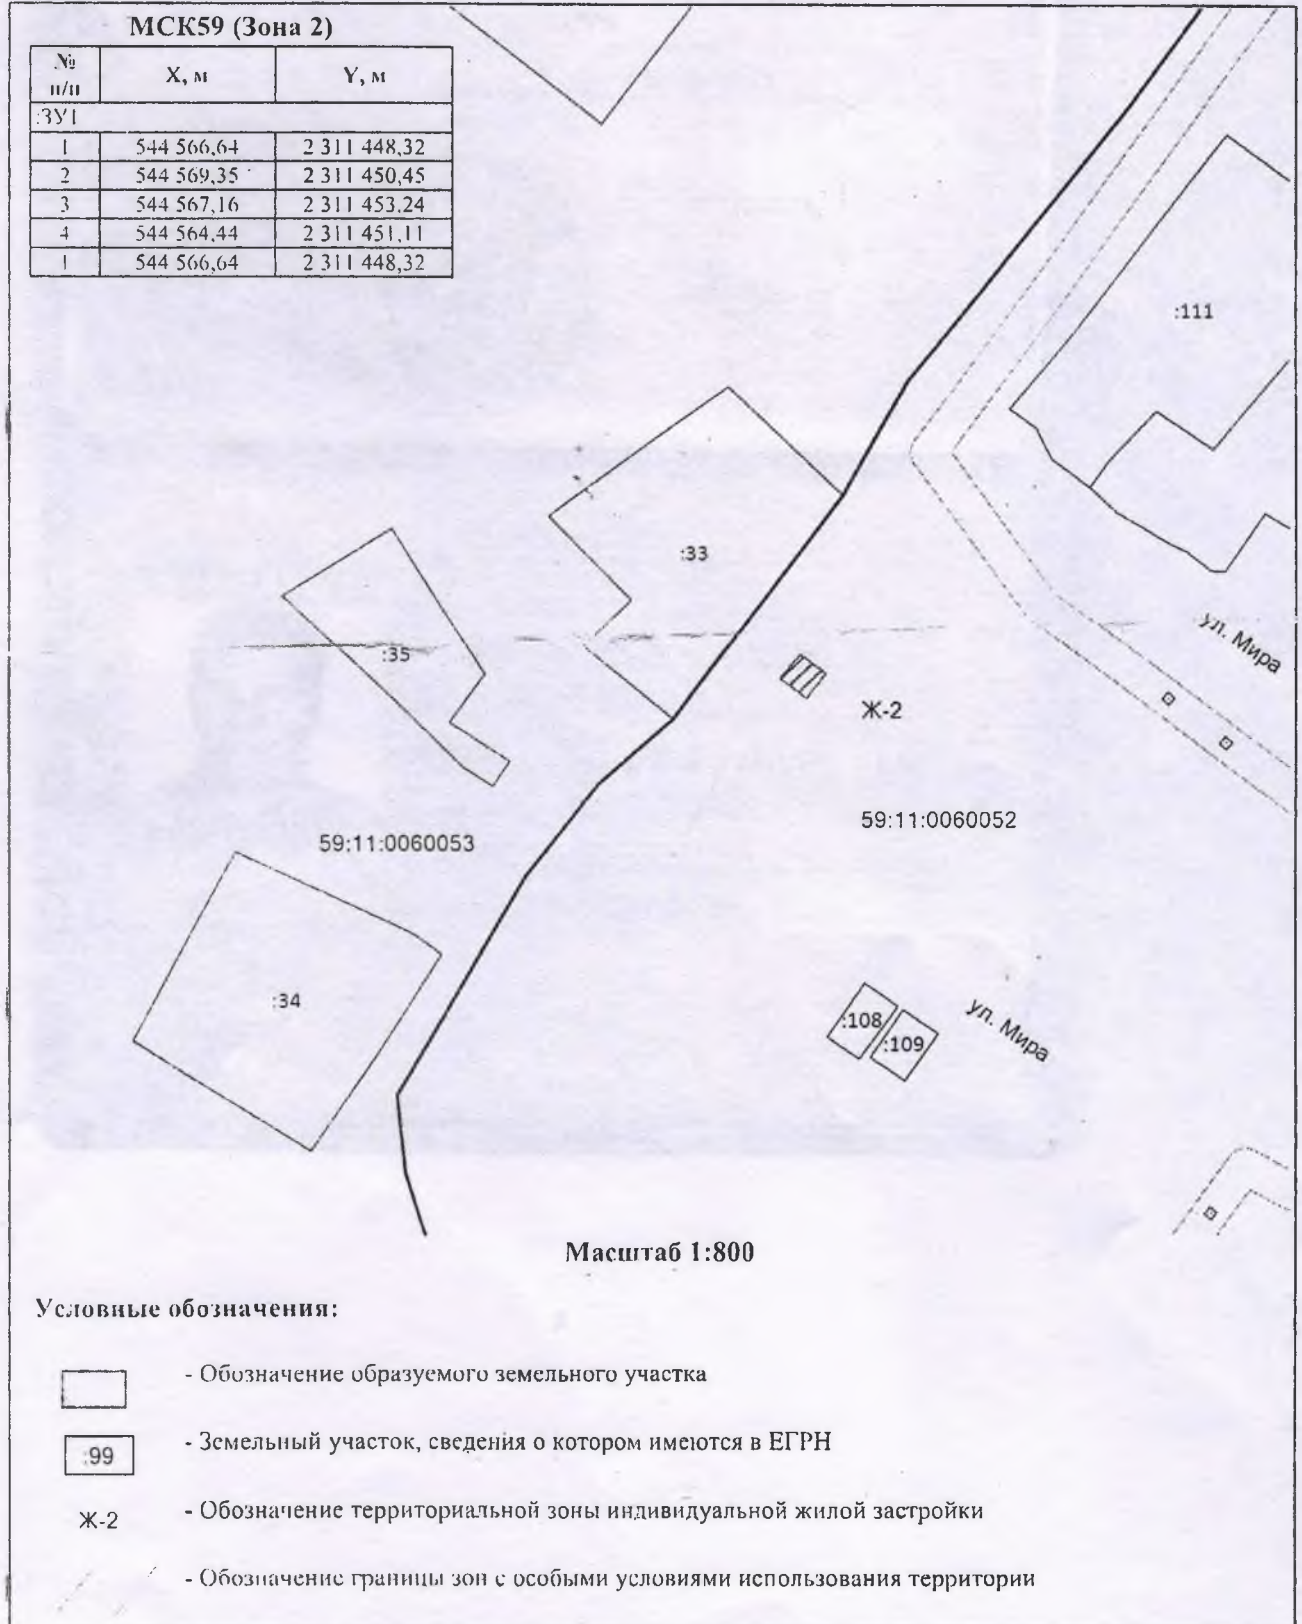 МСК59 (Зона 2)
№ п/п X, м Y, м
:ЗУ1
1 544 566,64 2 311 448,32
2 544 569,35 2 311 450,45
3 544 567,16 2 311 453,24
4 544 564,44 2 311 451,11
1 544 566,64 2 311 448,32
:111
:33
ул. Мира
:35
Ж-2
59:11:0060052
59:11:0060053
:34
:108
:109
ул. Мира
Масштаб 1:800
Условные обозначения:
- Обозначение образуемого земельного участка
:99 - Земельный участок, сведения о котором имеются в ЕГРН
Ж-2 - Обозначение территориальной зоны индивидуальной жилой застройки
- Обозначение границы зон с особыми условиями использования территории